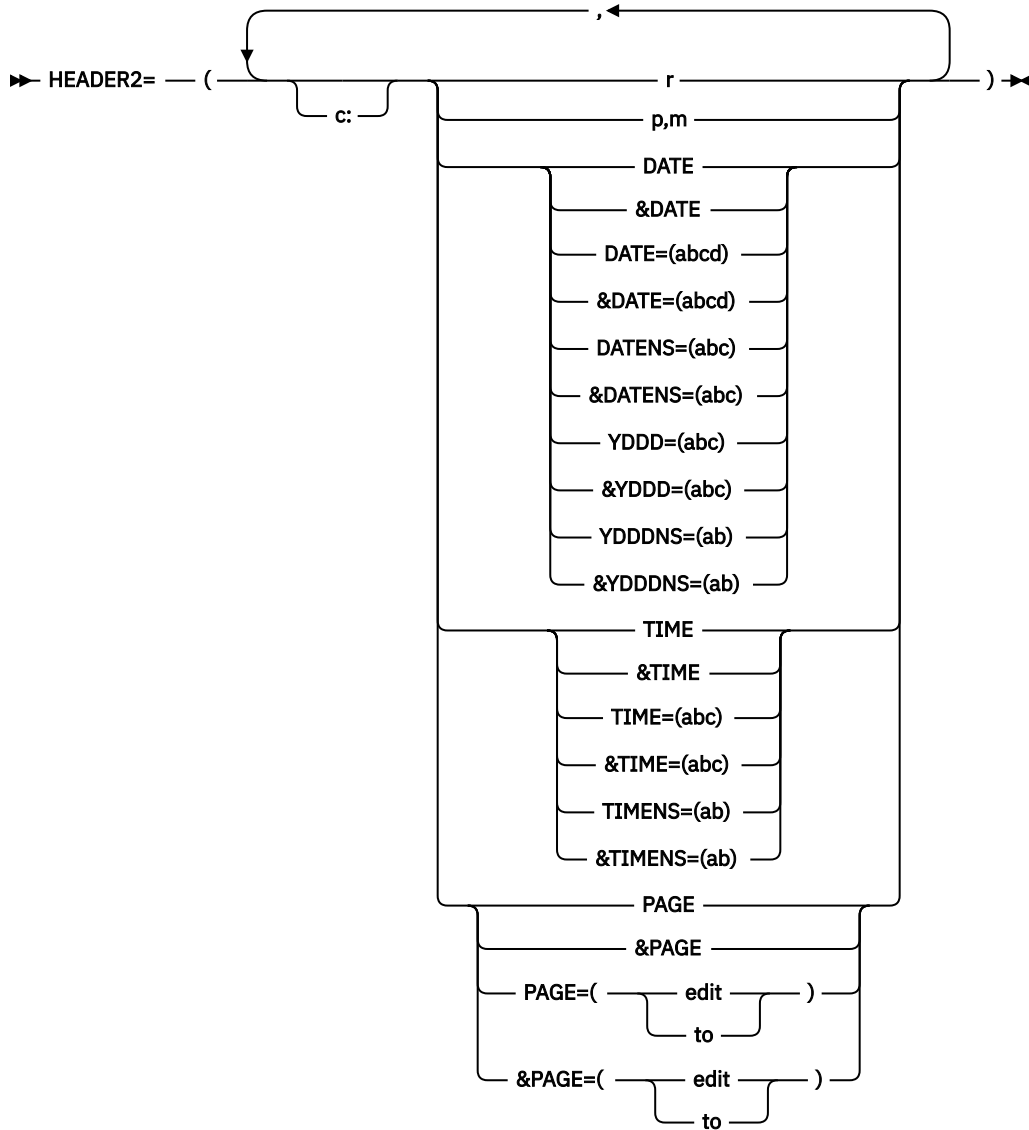 ,
HEADER2= ( r )
c:
p,m
DATE
&DATE
DATE=(abcd)
&DATE=(abcd)
DATENS=(abc)
&DATENS=(abc)
YDDD=(abc)
&YDDD=(abc)
YDDDNS=(ab)
&YDDDNS=(ab)
TIME
&TIME
TIME=(abc)
&TIME=(abc)
TIMENS=(ab)
&TIMENS=(ab)
PAGE
&PAGE
PAGE=( edit )
to
&PAGE=( edit )
to